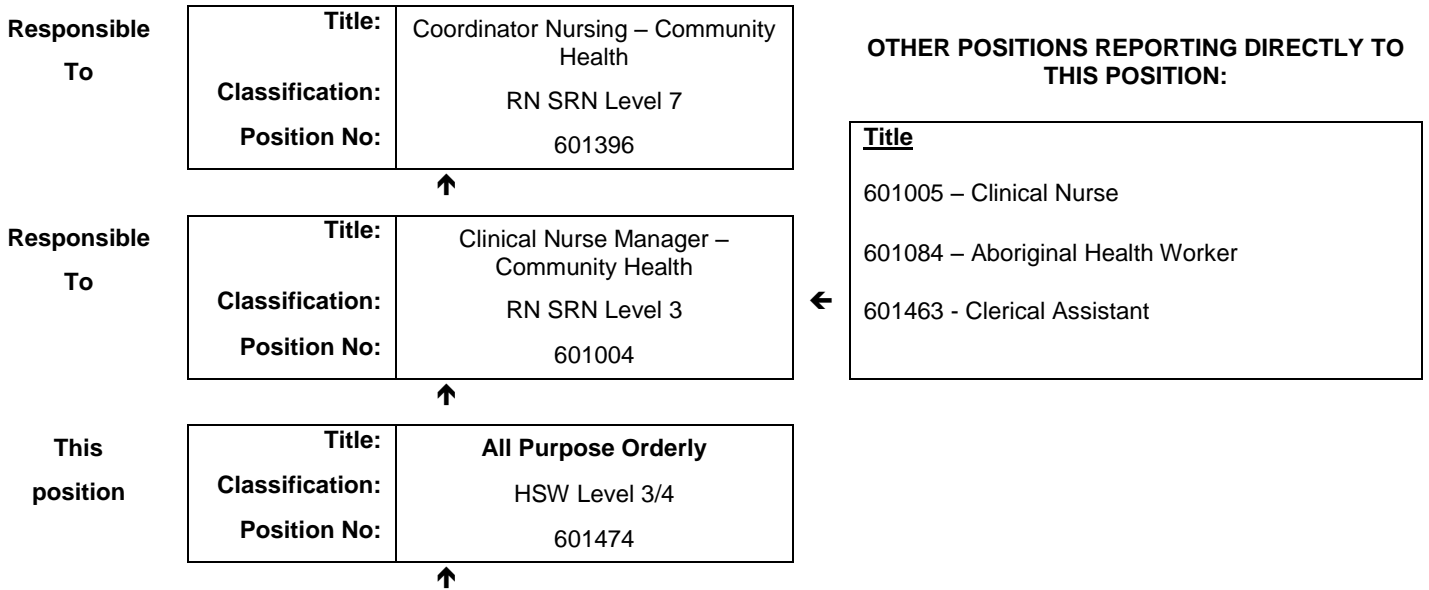 Responsible
To
Title:
Coordinator Nursing – Community
Health
Classification:
RN SRN Level 7
Position No:
601396
OTHER POSITIONS REPORTING DIRECTLY TO
THIS POSITION:
Responsible
To
Title:
Clinical Nurse Manager –
Community Health
Classification:
RN SRN Level 3
Position No:
601004
Title
601005 – Clinical Nurse
601084 – Aboriginal Health Worker
601463 - Clerical Assistant
This
position
Title:
All Purpose Orderly
Classification:
HSW Level 3/4
Position No:
601474